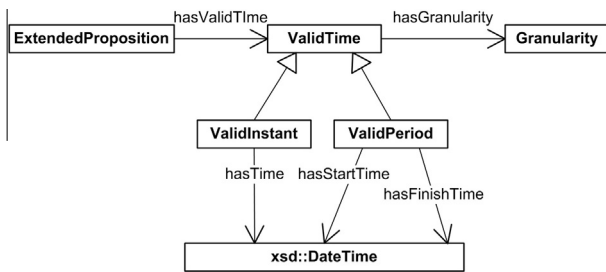 hasValidTIme
hasGranularity
ExtendedProposition
ValidTime
Granularity
ValidInstant
ValidPeriod
hasTime
hasStartTime
hasFinishTime
xsd::DateTime